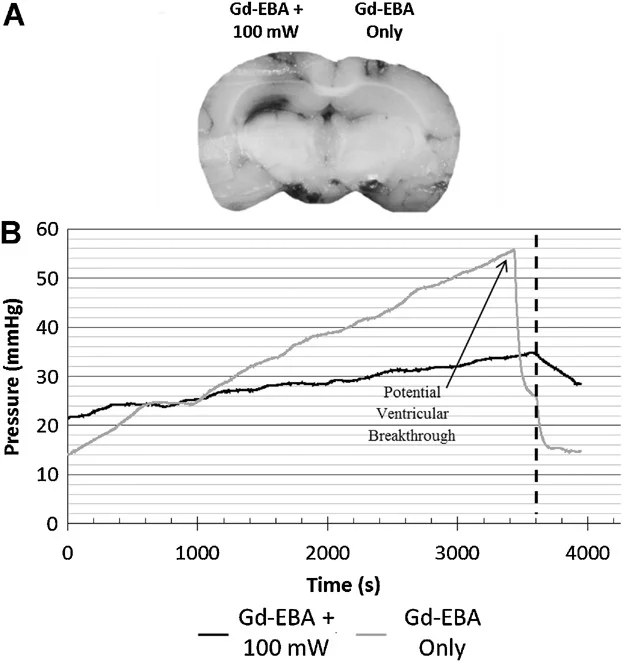 A
Gd-EBA +
100 mW
Gd-EBA
Only
B
Pressure (mmHg)
60
50
40
30
20
10
0
Potential
Ventricular
Breakthrough
0 1000 2000 3000 4000
Time (s)
Gd-EBA +
100 mW
Gd-EBA
Only